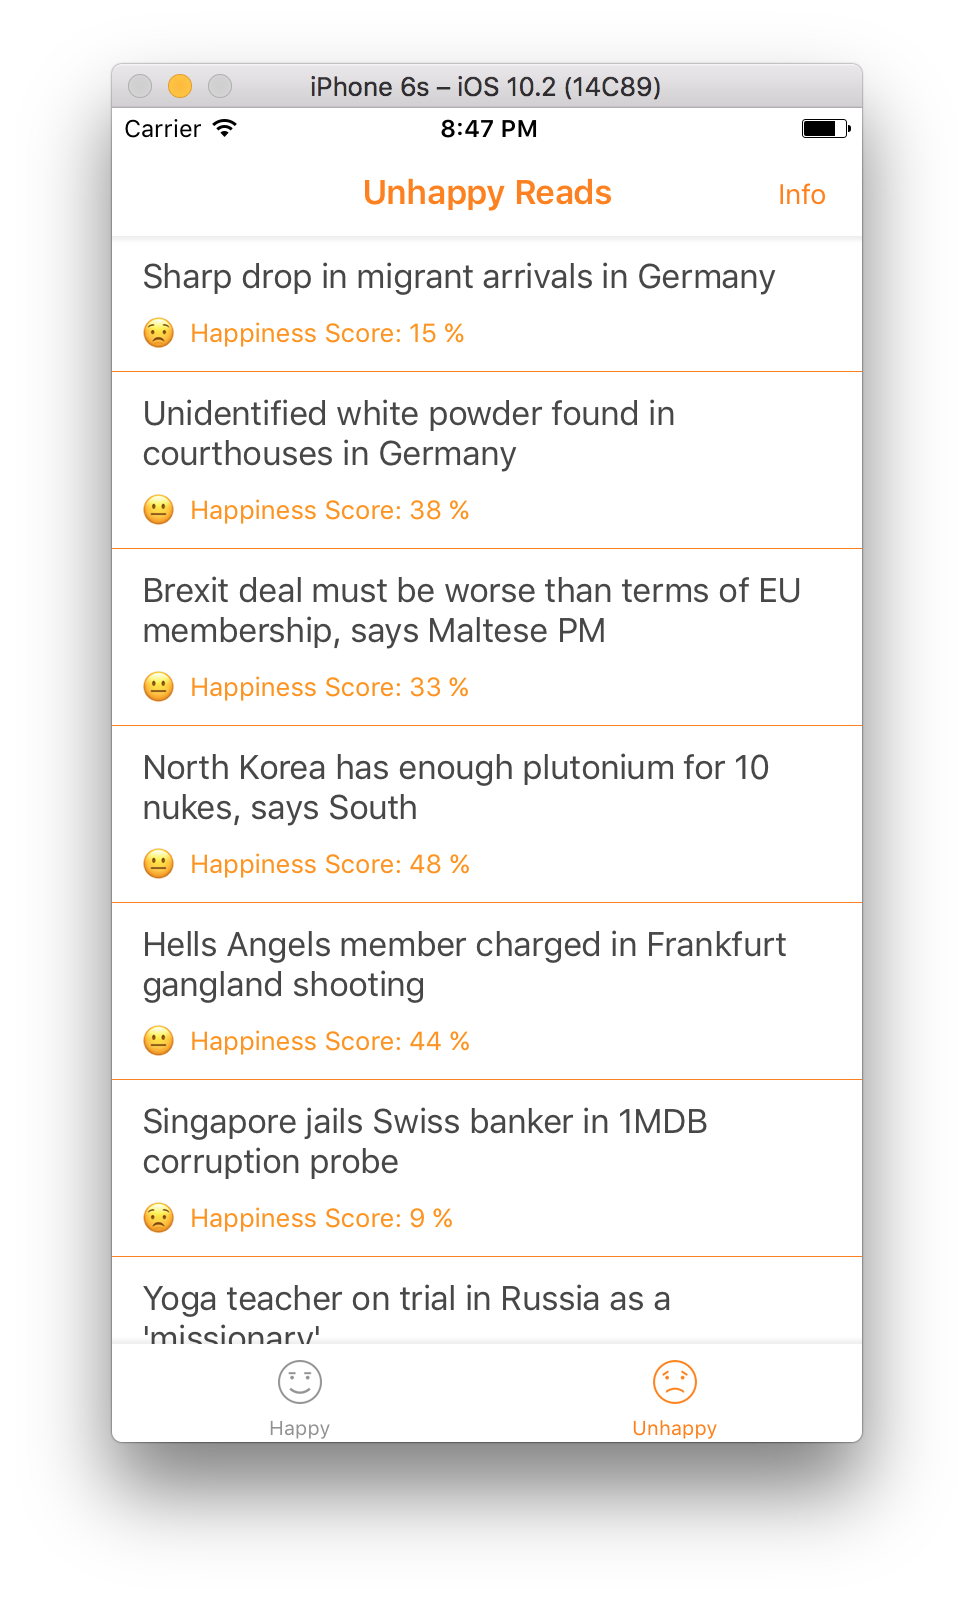 iPhone 6s – iOS 10.2 (14C89)
Carrier 8:47 PM
Unhappy Reads Info
Sharp drop in migrant arrivals in Germany
Happiness Score: 15 %
Unidentified white powder found in
courthouses in Germany
Happiness Score: 38 %
Brexit deal must be worse than terms of EU
membership, says Maltese PM
Happiness Score: 33 %
North Korea has enough plutonium for 10
nukes, says South
Happiness Score: 48 %
Hells Angels member charged in Frankfurt
gangland shooting
Happiness Score: 44 %
Singapore jails Swiss banker in 1MDB
corruption probe
Happiness Score: 9 %
Yoga teacher on trial in Russia as a
'missionary'
Happy Unhappy